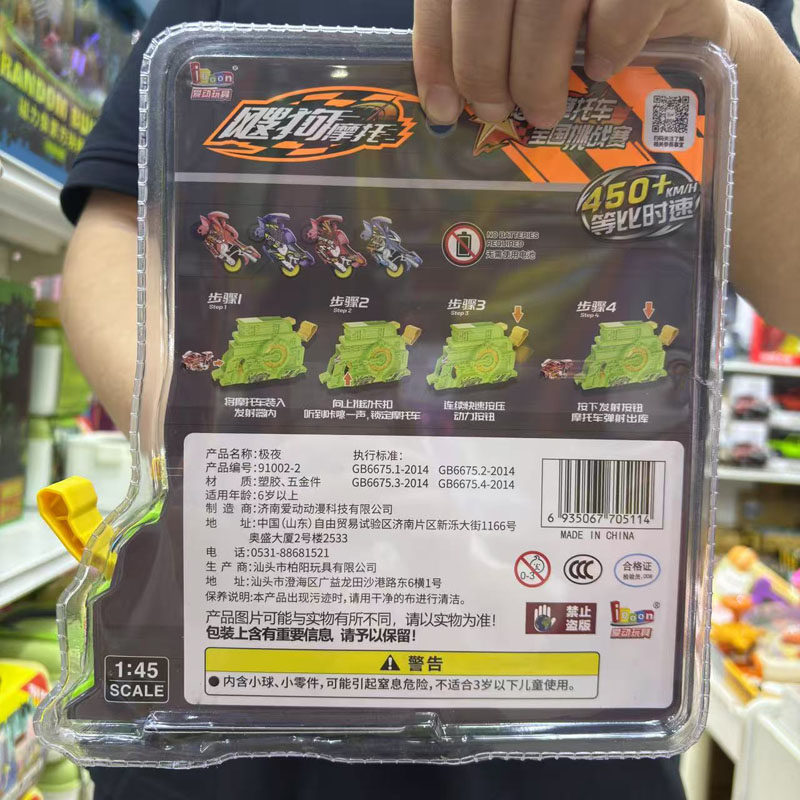 RANDOM
iDoon
爱动玩具
飕狗摩托
摩托车
全国挑战赛
扫码关注了解
450+KM/H
等比时速
NO BATTERIES
REQUIRED
无需使用电池
步骤1
Step 1
步骤2
Step 2
步骤3
Step 3
步骤4
Step 4
将摩托车装入
发射器内
向上推动卡扣
听到咔嚓一声,锁定摩托车
连续快速按压
动力按钮
按下发射按钮
摩托车弹射出库
产品名称:极夜
产品编号:91002-2
材 质:塑胶、五金件
适用年龄:6岁以上
执行标准:
GB6675.1-2014 GB6675.2-2014
GB6675.3-2014 GB6675.4-2014
制 造 商:济南爱动动漫科技有限公司
地 址:中国(山东)自由贸易试验区济南片区新泺大街1166号
奥盛大厦2号楼2533
电 话:0531-88681521
生 产 商:汕头市柏阳玩具有限公司
地 址:汕头市澄海区广益龙田沙港路东6横1号
保养说明:本产品出现污迹时,请用干净的布进行清洁。
产品图片可能与实物有所不同,请以实物为准!
包装上含有重要信息,请予以保留!
6 935067 705114
MADE IN CHINA
0-3
CCC
合格证
检验员.008
禁止
盗版
iDoon
爱动玩具
警告
●内含小球、小零件,可能引起窒息危险,不适合3岁以下儿童使用。
1:45
SCALE